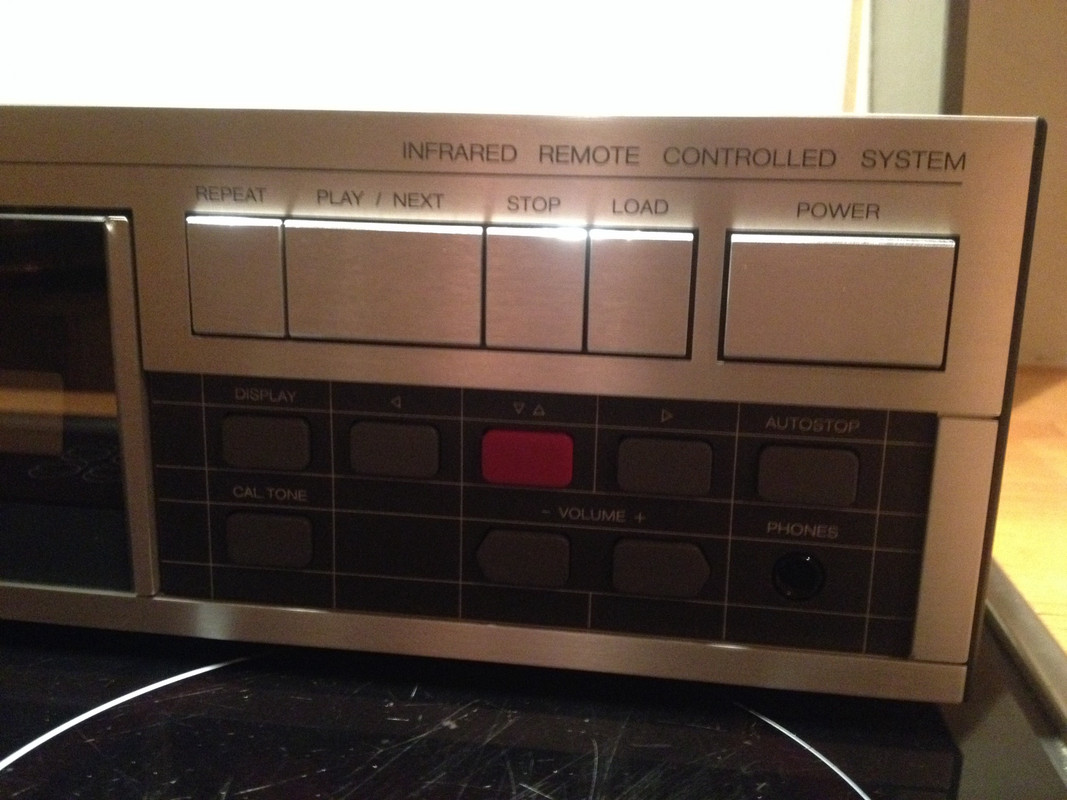 INFRARED REMOTE CONTROLLED SYSTEM
REPEAT PLAY / NEXT STOP LOAD POWER
DISPLAY ◁ ▽ △ ▷ AUTOSTOP
CAL TONE - VOLUME + PHONES